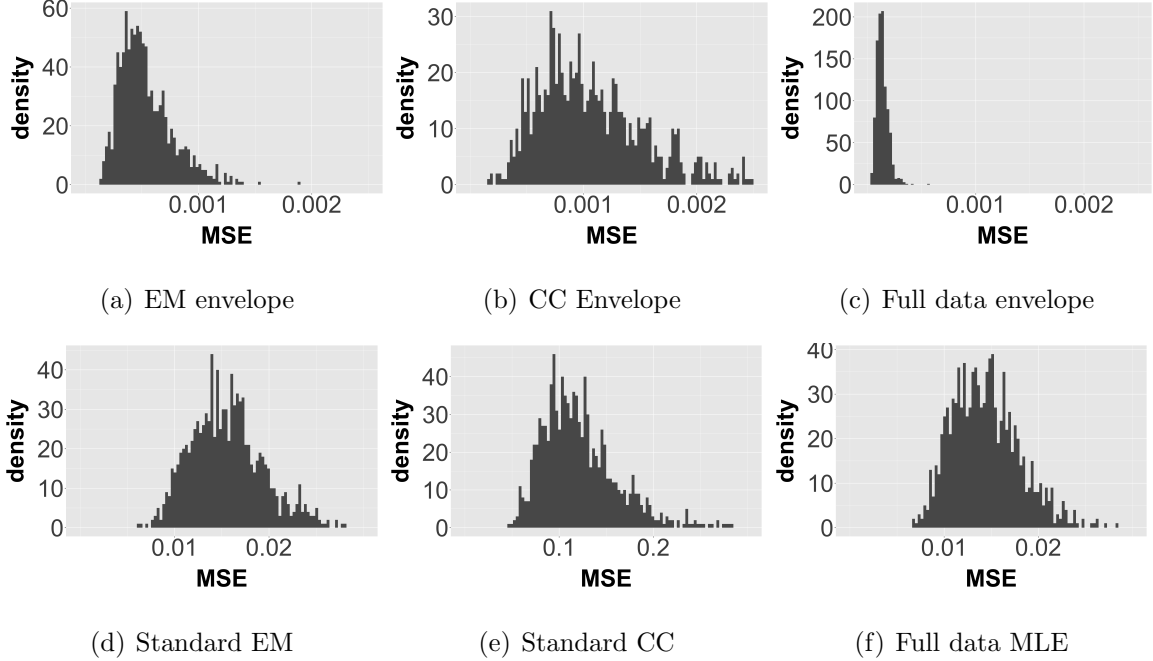 60
40
20
0
density
0.001 0.002
MSE
(a) EM envelope
30
20
10
0
density
0.001 0.002
MSE
(b) CC Envelope
200
150
100
50
0
density
0.001 0.002
MSE
(c) Full data envelope
40
30
20
10
0
density
0.01 0.02
MSE
(d) Standard EM
40
30
20
10
0
density
0.1 0.2
MSE
(e) Standard CC
40
30
20
10
0
density
0.01 0.02
MSE
(f) Full data MLE